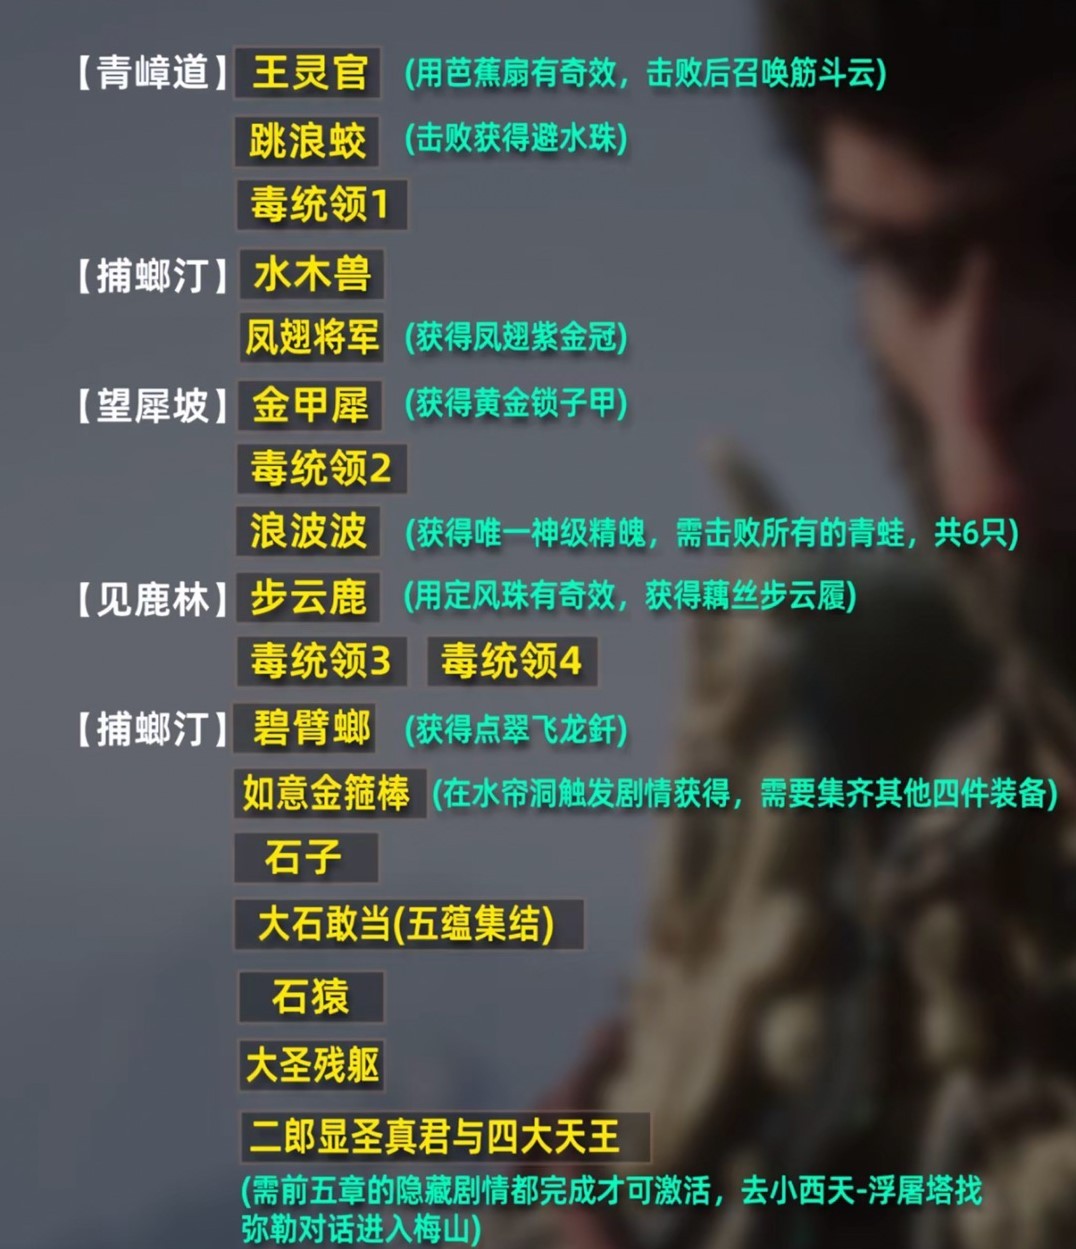 【青嶂道】王灵官 (用芭蕉扇有奇效，击败后召唤筋斗云)
跳浪蛟 (击败获得避水珠)
毒统领1
【捕螂汀】水木兽
凤翅将军 (获得凤翅紫金冠)
【望犀坡】金甲犀 (获得黄金锁子甲)
毒统领2
浪波波 (获得唯一神级精魄，需击败所有的青蛙，共6只)
【见鹿林】步云鹿 (用定风珠有奇效，获得藕丝步云履)
毒统领3 毒统领4
【捕螂汀】碧臂螂 (获得点翠飞龙釬)
如意金箍棒 (在水帘洞触发剧情获得，需要集齐其他四件装备)
石子
大石敢当(五蕴集结)
石猿
大圣残躯
二郎显圣真君与四大天王
(需前五章的隐藏剧情都完成才可激活，去小西天-浮屠塔找
弥勒对话进入梅山)